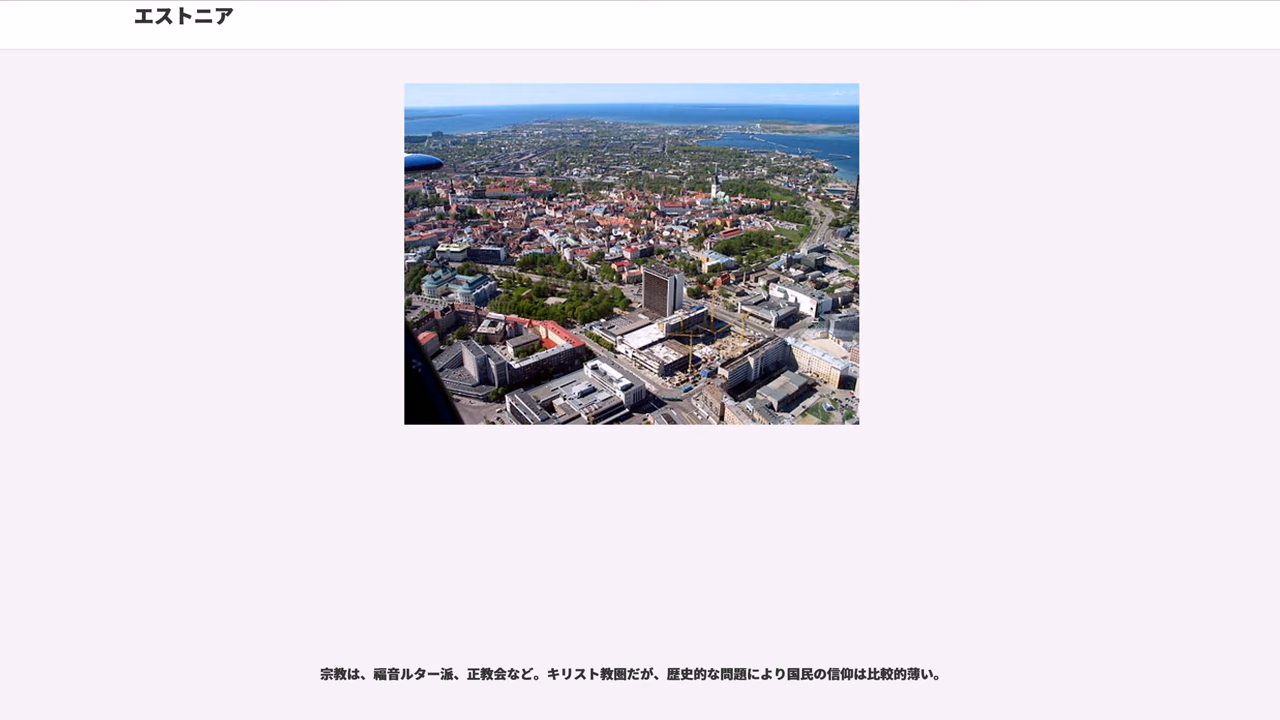 エストニア
宗教は、福音ルター派、正教会など。キリスト教圏だが、歴史的な問題により国民の信仰は比較的薄い。